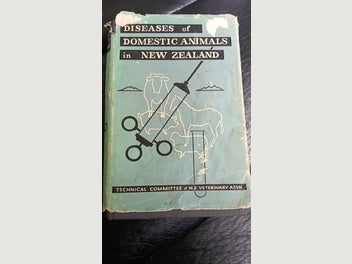 DISEASES of
DOMESTIC ANIMALS
in NEW ZEALAND
TECHNICAL COMMITTEE of N.Z. VETERINARY ASSN.